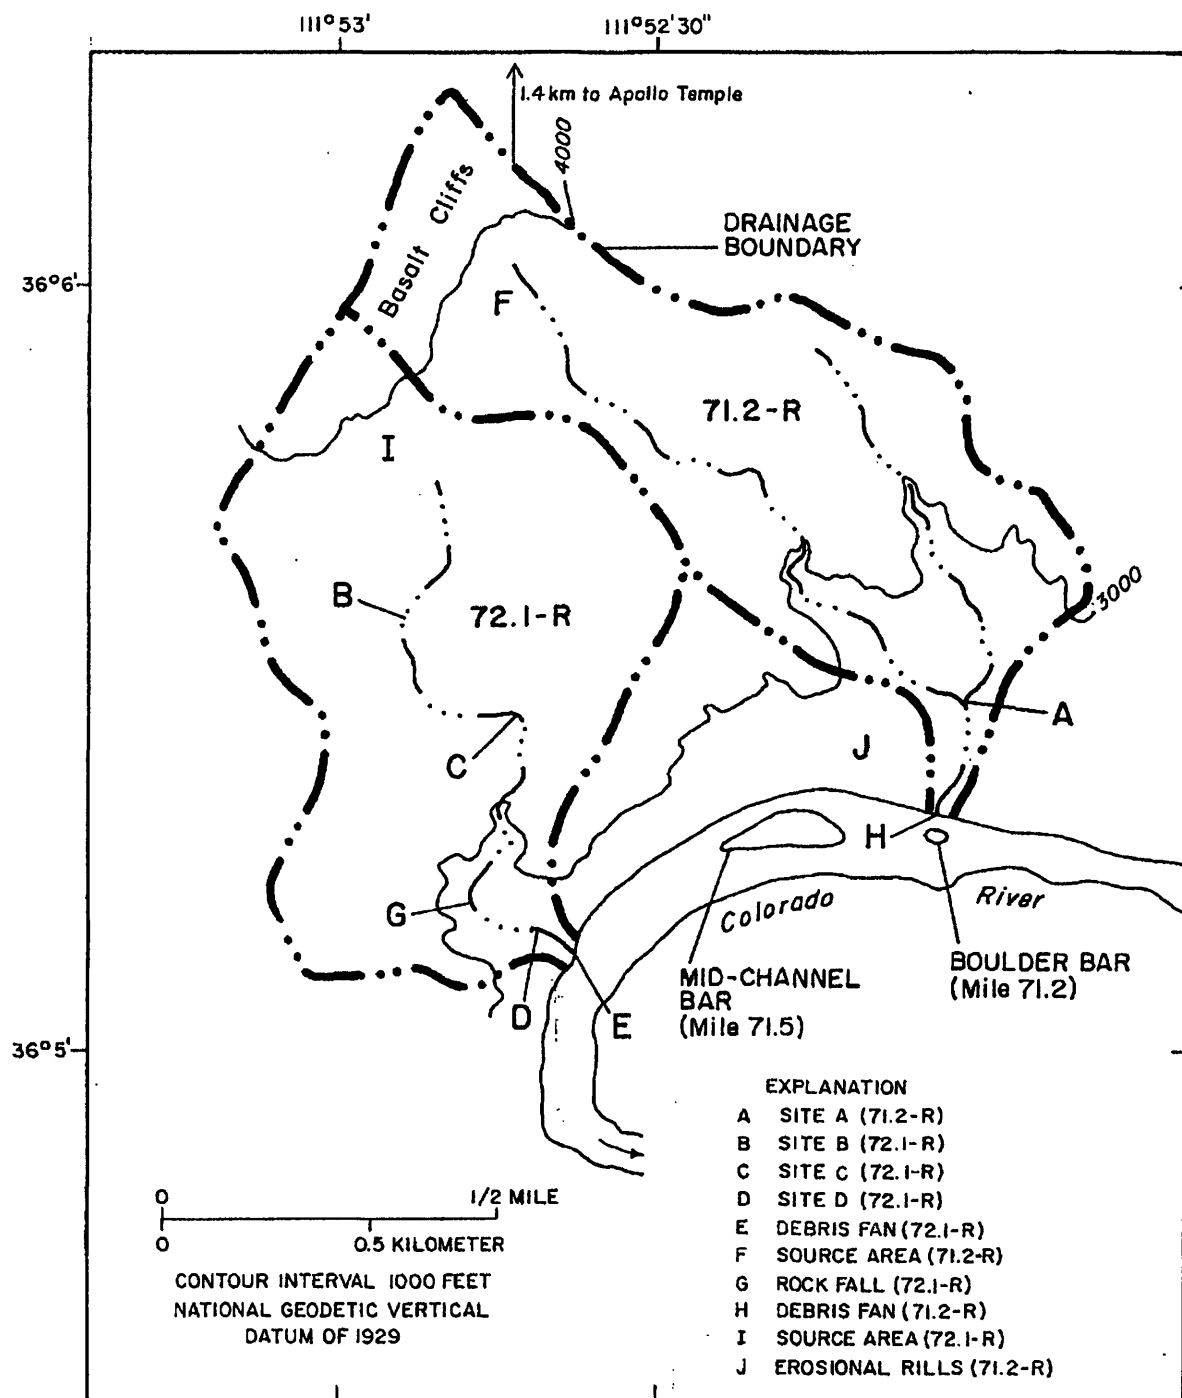 111°53'
111°52'30"
1.4 km to Apollo Temple
4000
Basalt Cliffs
DRAINAGE
BOUNDARY
36°6'
F
71.2-R
I
B
72.1-R
3000
A
C
J
H
G
Colorado
River
MID-CHANNEL
BAR
(Mile 71.5)
BOULDER BAR
(Mile 71.2)
D
E
36°5'
EXPLANATION
A SITE A (71.2-R)
B SITE B (72.1-R)
C SITE C (72.1-R)
D SITE D (72.1-R)
E DEBRIS FAN (72.1-R)
F SOURCE AREA (71.2-R)
G ROCK FALL (72.1-R)
H DEBRIS FAN (71.2-R)
I SOURCE AREA (72.1-R)
J EROSIONAL RILLS (71.2-R)
0 1/2 MILE
0 0.5 KILOMETER
CONTOUR INTERVAL 1000 FEET
NATIONAL GEODETIC VERTICAL
DATUM OF 1929